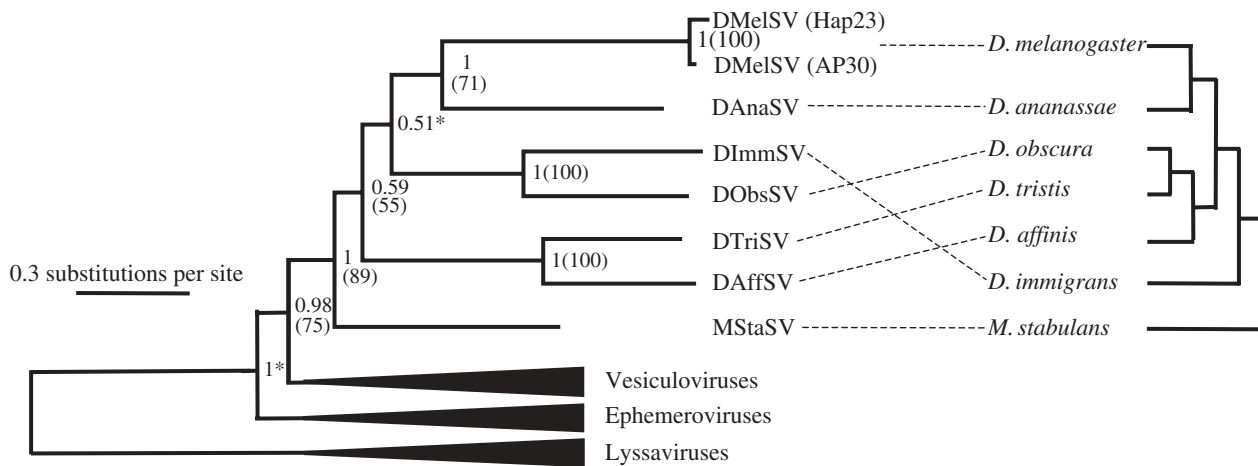 DMelSV (Hap23)
1(100)
D. melanogaster
DMelSV (AP30)
1
(71)
DAnaSV
D. ananassae
0.51*
DImmSV
D. obscura
1(100)
0.59
(55)
DObsSV
D. tristis
DTriSV
D. affinis
1(100)
1
(89)
0.3 substitutions per site
DAffSV
D. immigrans
0.98
(75)
MStaSV
M. stabulans
1*
Vesiculoviruses
Ephemeroviruses
Lyssaviruses